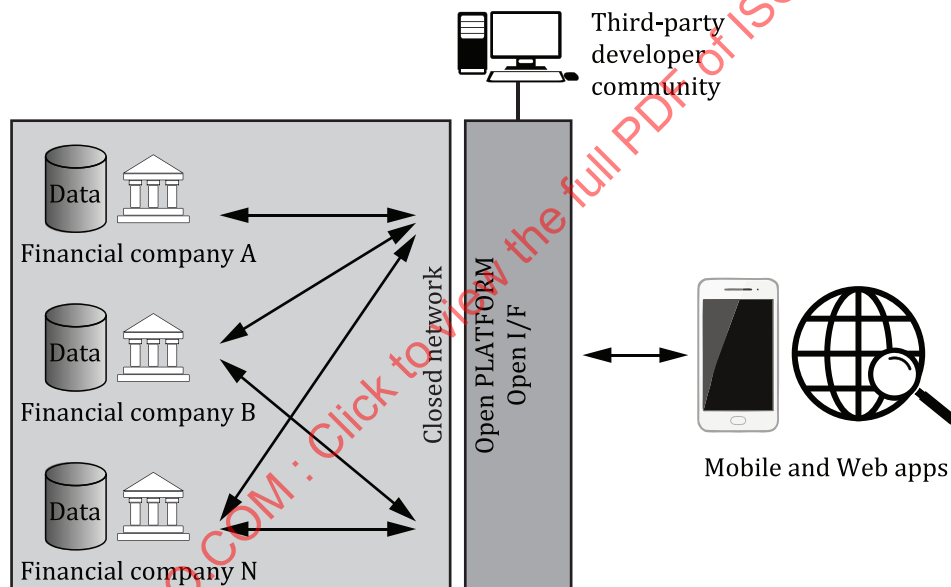 Third-party
developer
community
Data
Financial company A
Data
Financial company B
Data
Financial company N
Closed network
Open PLATFORM
Open I/F
Mobile and Web apps
.COM : Click to view the full PDF of ISO